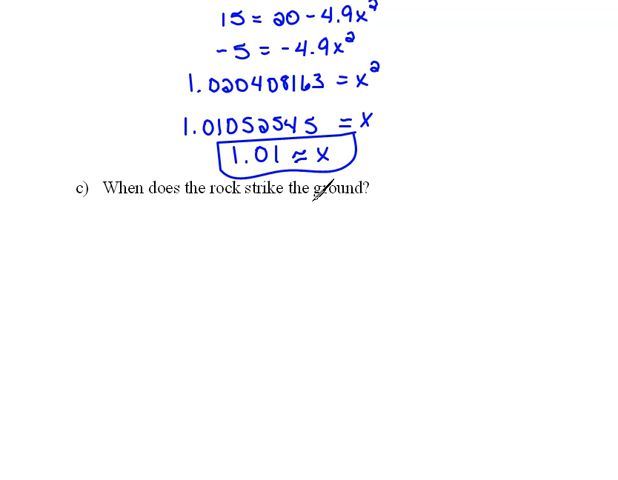 15 = 20 - 4.9x²
-5 = -4.9x²
1.020408163 = x²
1.01052545 = x
1.01 ≈ x
c) When does the rock strike the ground?